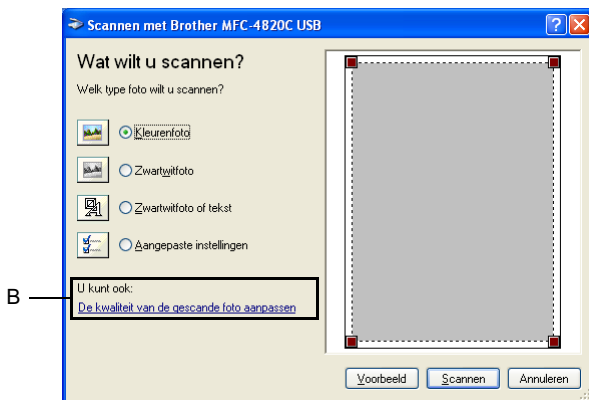 Scannen met Brother MFC-4820C USB
Wat wilt u scannen?
Welk type foto wilt u scannen?
Kleurenfoto
Zwartwitfoto
Zwartwitfoto of tekst
Aangepaste instellingen
B
U kunt ook:
De kwaliteit van de gescande foto aanpassen
Voorbeeld Scannen Annuleren